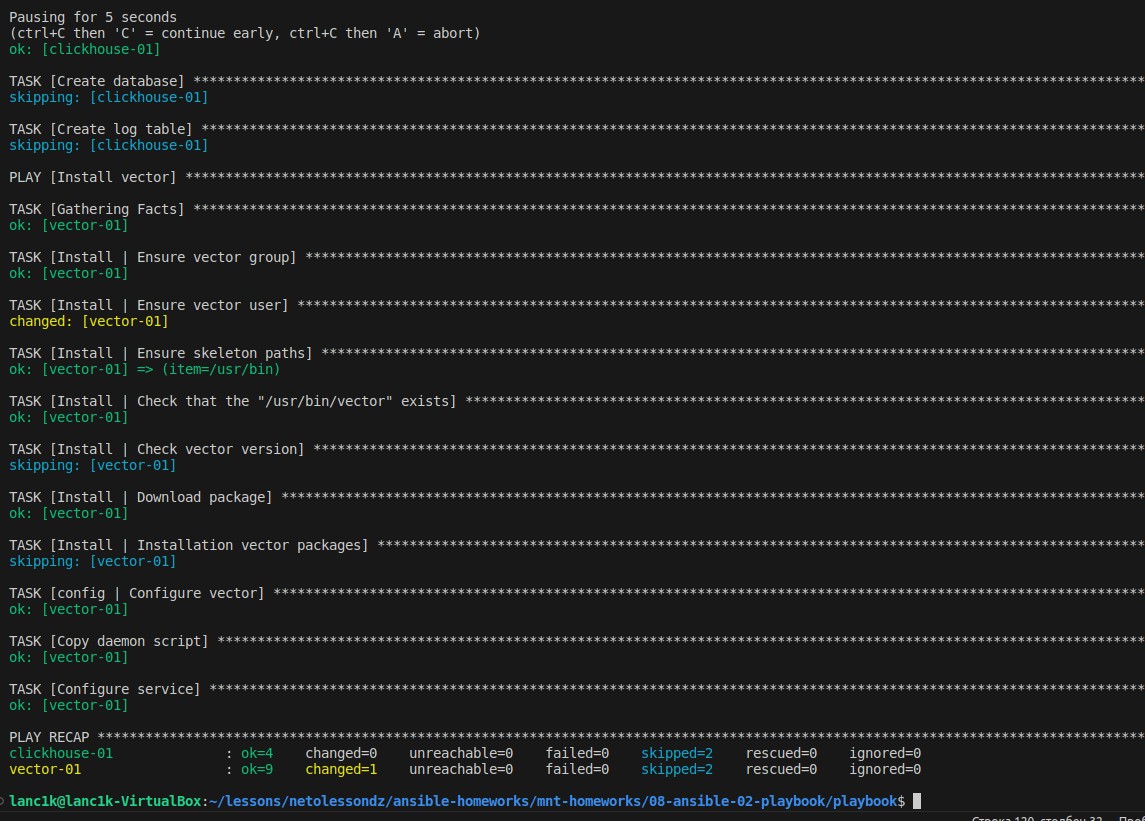 Pausing for 5 seconds
(ctrl+C then 'C' = continue early, ctrl+C then 'A' = abort)
ok: [clickhouse-01]
TASK [Create database] *************************************************************************************************************************
skipping: [clickhouse-01]
TASK [Create log table] ************************************************************************************************************************
skipping: [clickhouse-01]
PLAY [Install vector] **************************************************************************************************************************
TASK [Gathering Facts] *************************************************************************************************************************
ok: [vector-01]
TASK [Install | Ensure vector group] ***********************************************************************************************************
ok: [vector-01]
TASK [Install | Ensure vector user] ************************************************************************************************************
changed: [vector-01]
TASK [Install | Ensure skeleton paths] *********************************************************************************************************
ok: [vector-01] => (item=/usr/bin)
TASK [Install | Check that the "/usr/bin/vector" exists] ***************************************************************************************
ok: [vector-01]
TASK [Install | Check vector version] **********************************************************************************************************
skipping: [vector-01]
TASK [Install | Download package] **************************************************************************************************************
ok: [vector-01]
TASK [Install | Installation vector packages] **************************************************************************************************
skipping: [vector-01]
TASK [config | Configure vector] ***************************************************************************************************************
ok: [vector-01]
TASK [Copy daemon script] **********************************************************************************************************************
ok: [vector-01]
TASK [Configure service] ***********************************************************************************************************************
ok: [vector-01]
PLAY RECAP *************************************************************************************************************************************
clickhouse-01 : ok=4 changed=0 unreachable=0 failed=0 skipped=2 rescued=0 ignored=0
vector-01 : ok=9 changed=1 unreachable=0 failed=0 skipped=2 rescued=0 ignored=0
lanc1k@lanc1k-VirtualBox:~/lessons/netolessondz/ansible-homeworks/mnt-homeworks/08-ansible-02-playbook/playbook$
Строка 120, столбец 32